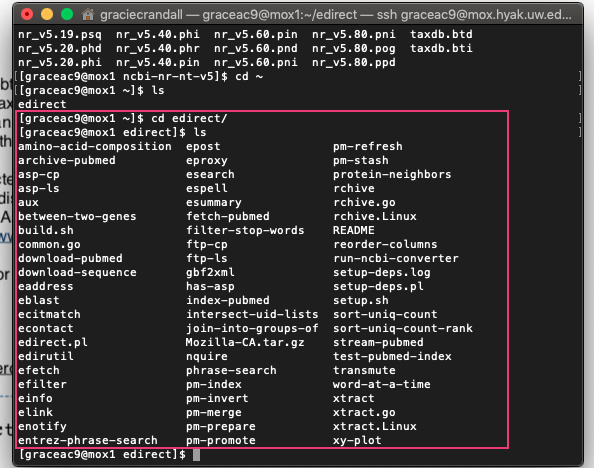 graciecrandall — graceac9@mox1:~/edirect — ssh graceac9@mox.hyak.uw.ed...
nr_v5.19.psq nr_v5.40.phi nr_v5.60.pin nr_v5.80.pni taxdb.btd
nr_v5.20.phd nr_v5.40.phr nr_v5.60.pnd nr_v5.80.pog taxdb.bti
nr_v5.20.phi nr_v5.40.pin nr_v5.60.pni nr_v5.80.ppd
[[graceac9@mox1 ncbi-nr-nt-v5]$ cd ~ ]
[[graceac9@mox1 ~]$ ls ]
edirect
[[graceac9@mox1 ~]$ cd edirect/ ]
[[graceac9@mox1 edirect]$ ls ]
amino-acid-composition epost pm-refresh
archive-pubmed eproxy pm-stash
asp-cp esearch protein-neighbors
asp-ls espell rchive
aux esummary rchive.go
between-two-genes fetch-pubmed rchive.Linux
build.sh filter-stop-words README
common.go ftp-cp reorder-columns
download-pubmed ftp-ls run-ncbi-converter
download-sequence gbf2xml setup-deps.log
eaddress has-asp setup-deps.pl
eblast index-pubmed setup.sh
ecitmatch intersect-uid-lists sort-uniq-count
econtact join-into-groups-of sort-uniq-count-rank
edirect.pl Mozilla-CA.tar.gz stream-pubmed
edirutil nquire test-pubmed-index
efetch phrase-search transmute
efilter pm-index word-at-a-time
einfo pm-invert xtract
elink pm-merge xtract.go
enotify pm-prepare xtract.Linux
entrez-phrase-search pm-promote xy-plot
[graceac9@mox1 edirect]$